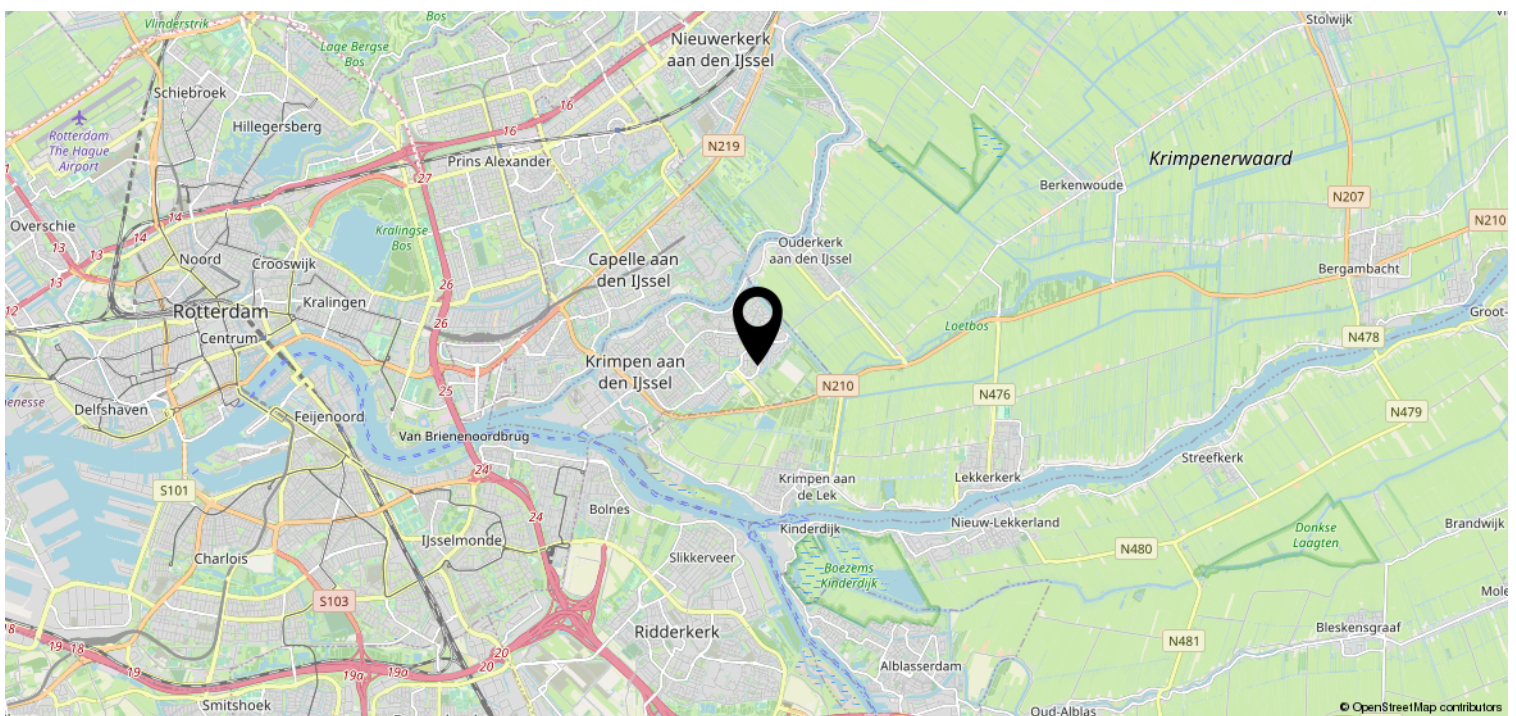 Bos
Vlinderstrik
Stolwijk
Nieuwerkerk
aan den IJssel
Lage Bergse
Bos
Schiebroek
16
Hillegersberg
16
Rotterdam
The Hague
Airport
N219
Prins Alexander
Krimpenerwaard
27
Berkenwoude
N207
14
Overschie
N210
13
14
13
Kralingse
Bos
Ouderkerk
aan den IJssel
Noord
Crooswijk
Capelle aan
den IJssel
Bergambacht
13
26
12
Kralingen
Rotterdam
Groot-
26
Loetbos
Centrum
N478
Krimpen aan
den IJssel
N210
25
N476
Delfshaven
N479
Feijenoord
Van Brienenoordbrug
Streefkerk
24
Krimpen aan
de Lek
Lekkerkerk
S101
Bolnes
24
Kinderdijk
Nieuw-Lekkerland
Donkse
Laagten
Brandwijk
IJsselmonde
N480
Charlois
Slikkerveer
Boezems
Kinderdijk
S103
Mole
18
Ridderkerk
Bleskensgraaf
19
18
N481
20
19
19a
19a
20
Alblasserdam
Smitshoek
Oud-Alblas
© OpenStreetMap contributors